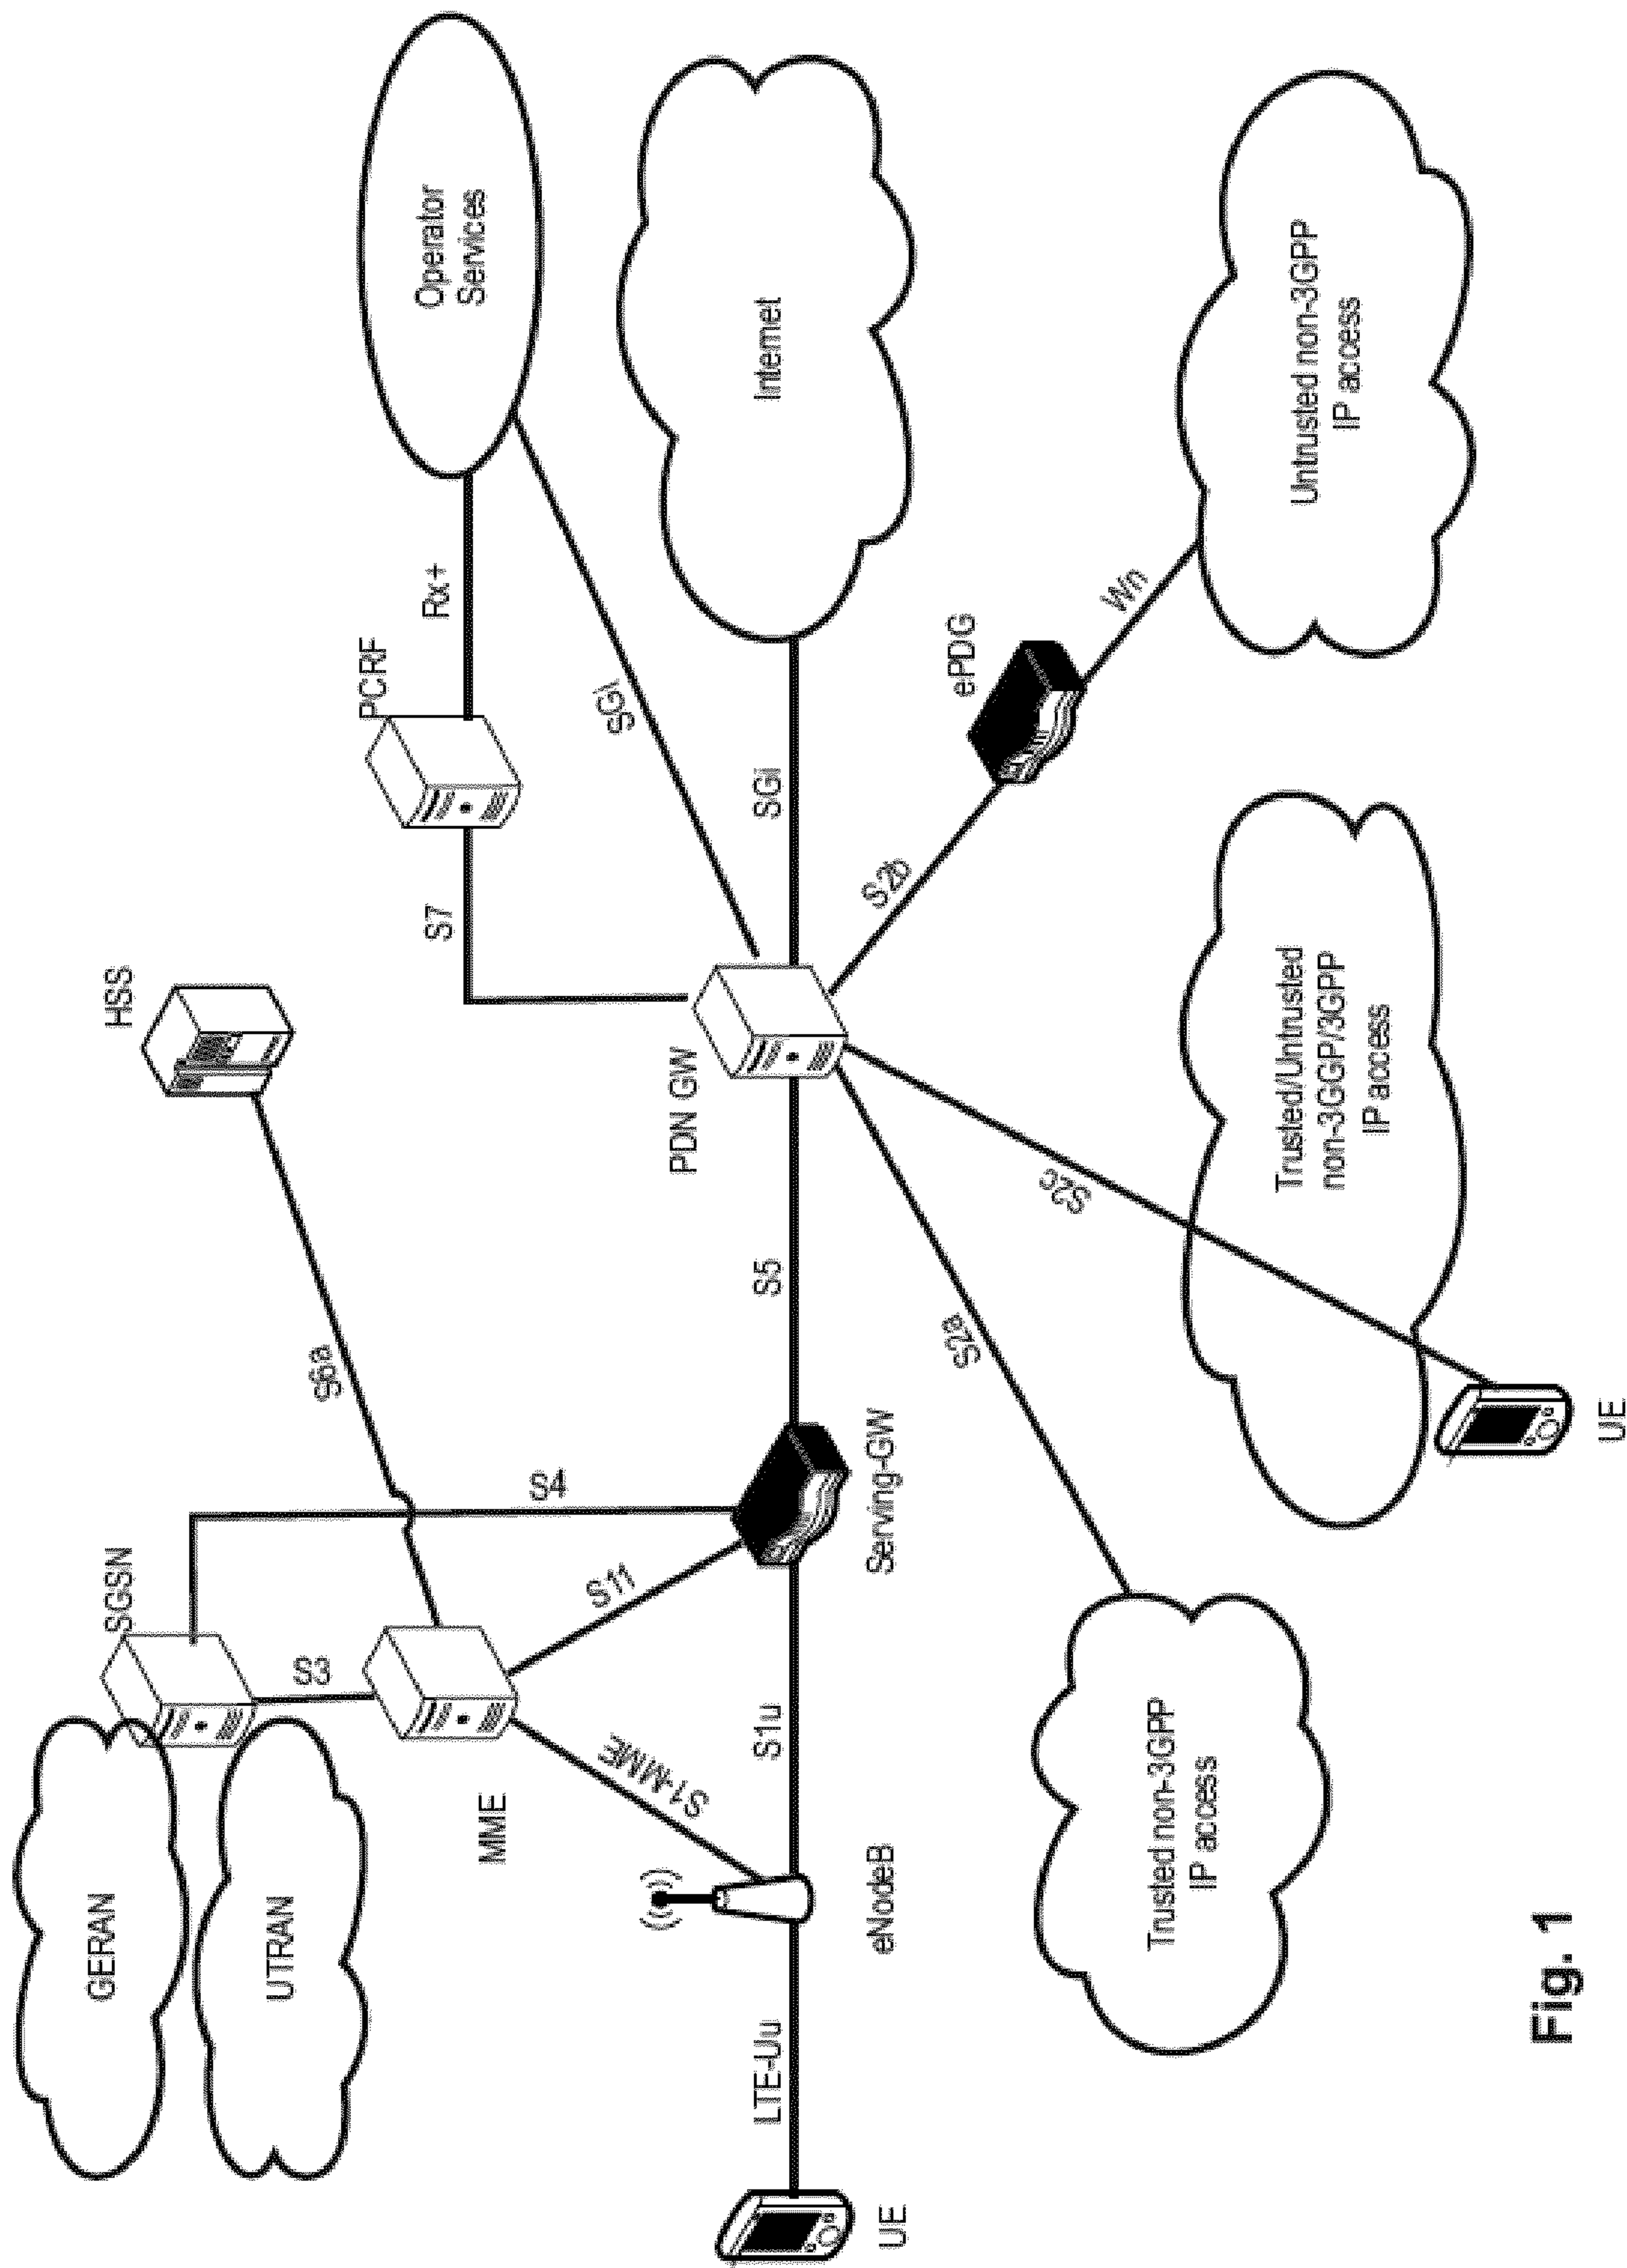 GERAN
SGSN
HSS
UTRAN
S3
S6a
PCRF
S7
Rx+
Operator
Services
MME
S4
S11
SGi
S1-MME
PDN GW
LTE-Uu
S1u
S5
SGi
Internet
UE
eNodeB
Serving-GW
S2b
ePDG
S2a
S2c
Wn
Trusted non-3GPP
IP access
Trusted/Untrusted
non-3GGP/3GPP
IP access
Untrusted non-3GPP
IP access
UE
Fig. 1